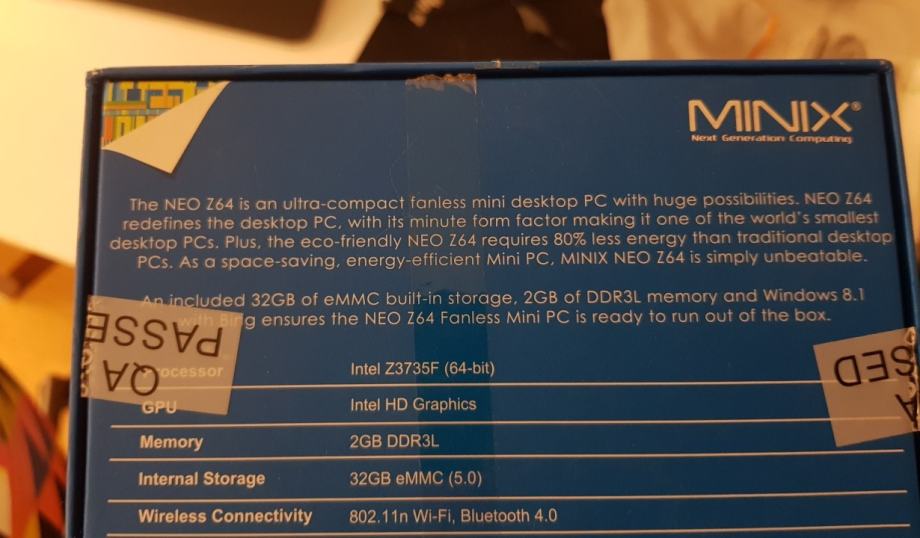 MINIX®
Next Generation Computing
The NEO Z64 is an ultra-compact fanless mini desktop PC with huge possibilities. NEO Z64
redefines the desktop PC, with its minute form factor making it one of the world's smallest
desktop PCs. Plus, the eco-friendly NEO Z64 requires 80% less energy than traditional desktop
PCs. As a space-saving, energy-efficient Mini PC, MINIX NEO Z64 is simply unbeatable.
An included 32GB of eMMC built-in storage, 2GB of DDR3L memory and Windows 8.1
with Bing ensures the NEO Z64 Fanless Mini PC is ready to run out of the box.
QA
PASSE
SED
A
Processor Intel Z3735F (64-bit)
GPU Intel HD Graphics
Memory 2GB DDR3L
Internal Storage 32GB eMMC (5.0)
Wireless Connectivity 802.11n Wi-Fi, Bluetooth 4.0